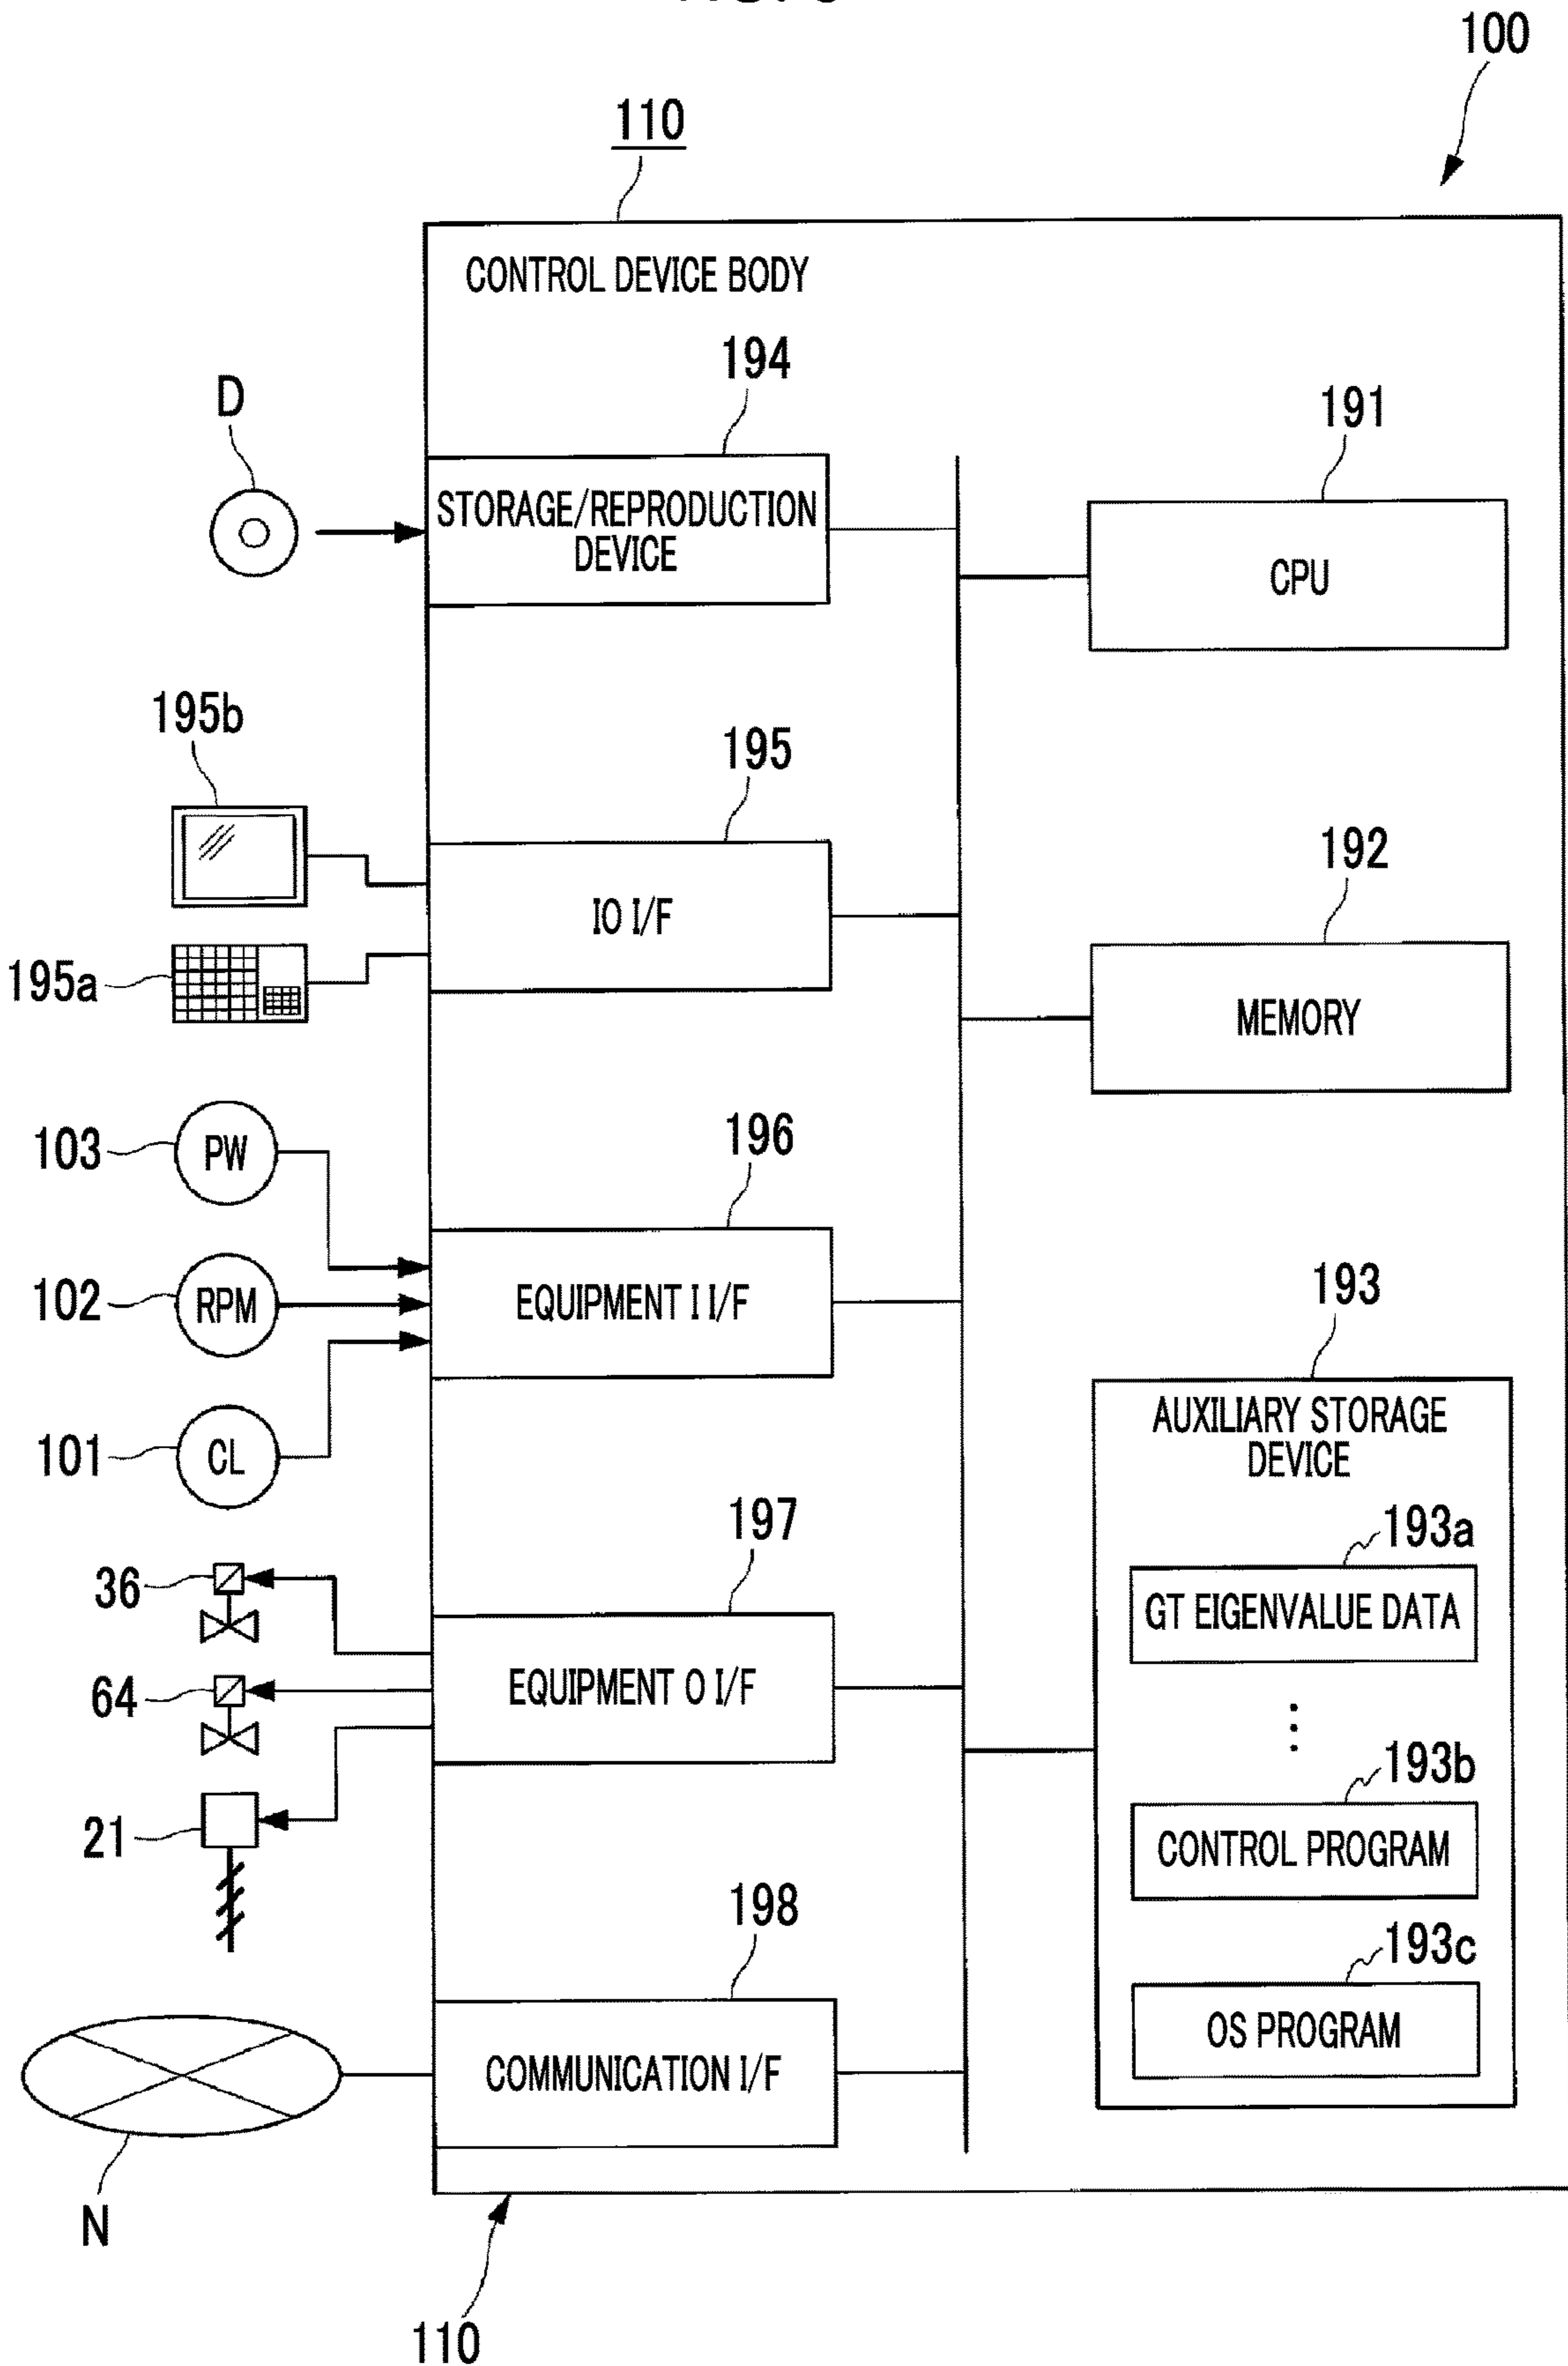 100
110
CONTROL DEVICE BODY
194
D
191
STORAGE/REPRODUCTION
DEVICE
CPU
195b
195
192
IO I/F
195a
MEMORY
196
103
PW
193
102
RPM
EQUIPMENT I I/F
AUXILIARY STORAGE
DEVICE
101
CL
197
193a
36
GT EIGENVALUE DATA
64
EQUIPMENT O I/F
193b
21
CONTROL PROGRAM
198
193c
OS PROGRAM
COMMUNICATION I/F
N
110